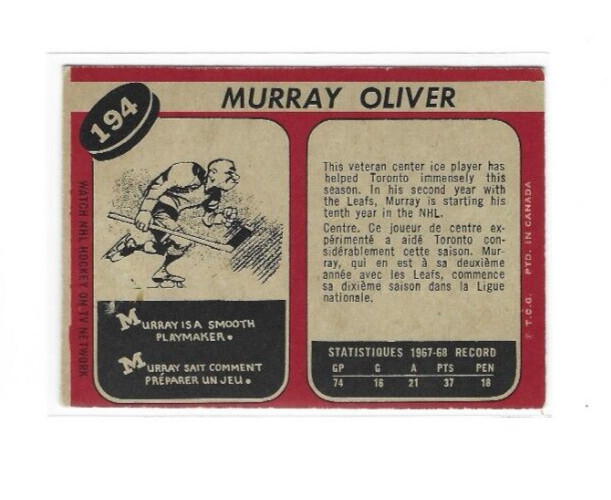 194
MURRAY OLIVER
WATCH NHL HOCKEY ON TV NETWORK
MURRAY IS A SMOOTH
PLAYMAKER.
MURRAY SAIT COMMENT
PRÉPARER UN JEU.
This veteran center ice player has
helped Toronto immensely this
season. In his second year with
the Leafs, Murray is starting his
tenth year in the NHL.
Centre. Ce joueur de centre ex-
périmenté a aidé Toronto con-
sidérablement cette saison. Mur-
ray, qui en est à sa deuxième
année avec les Leafs, commence
sa dixième saison dans la Ligue
nationale.
STATISTIQUES 1967-68 RECORD
GP G A PTS PEN
74 16 21 37 18
T.C.G. PTD. IN CANADA